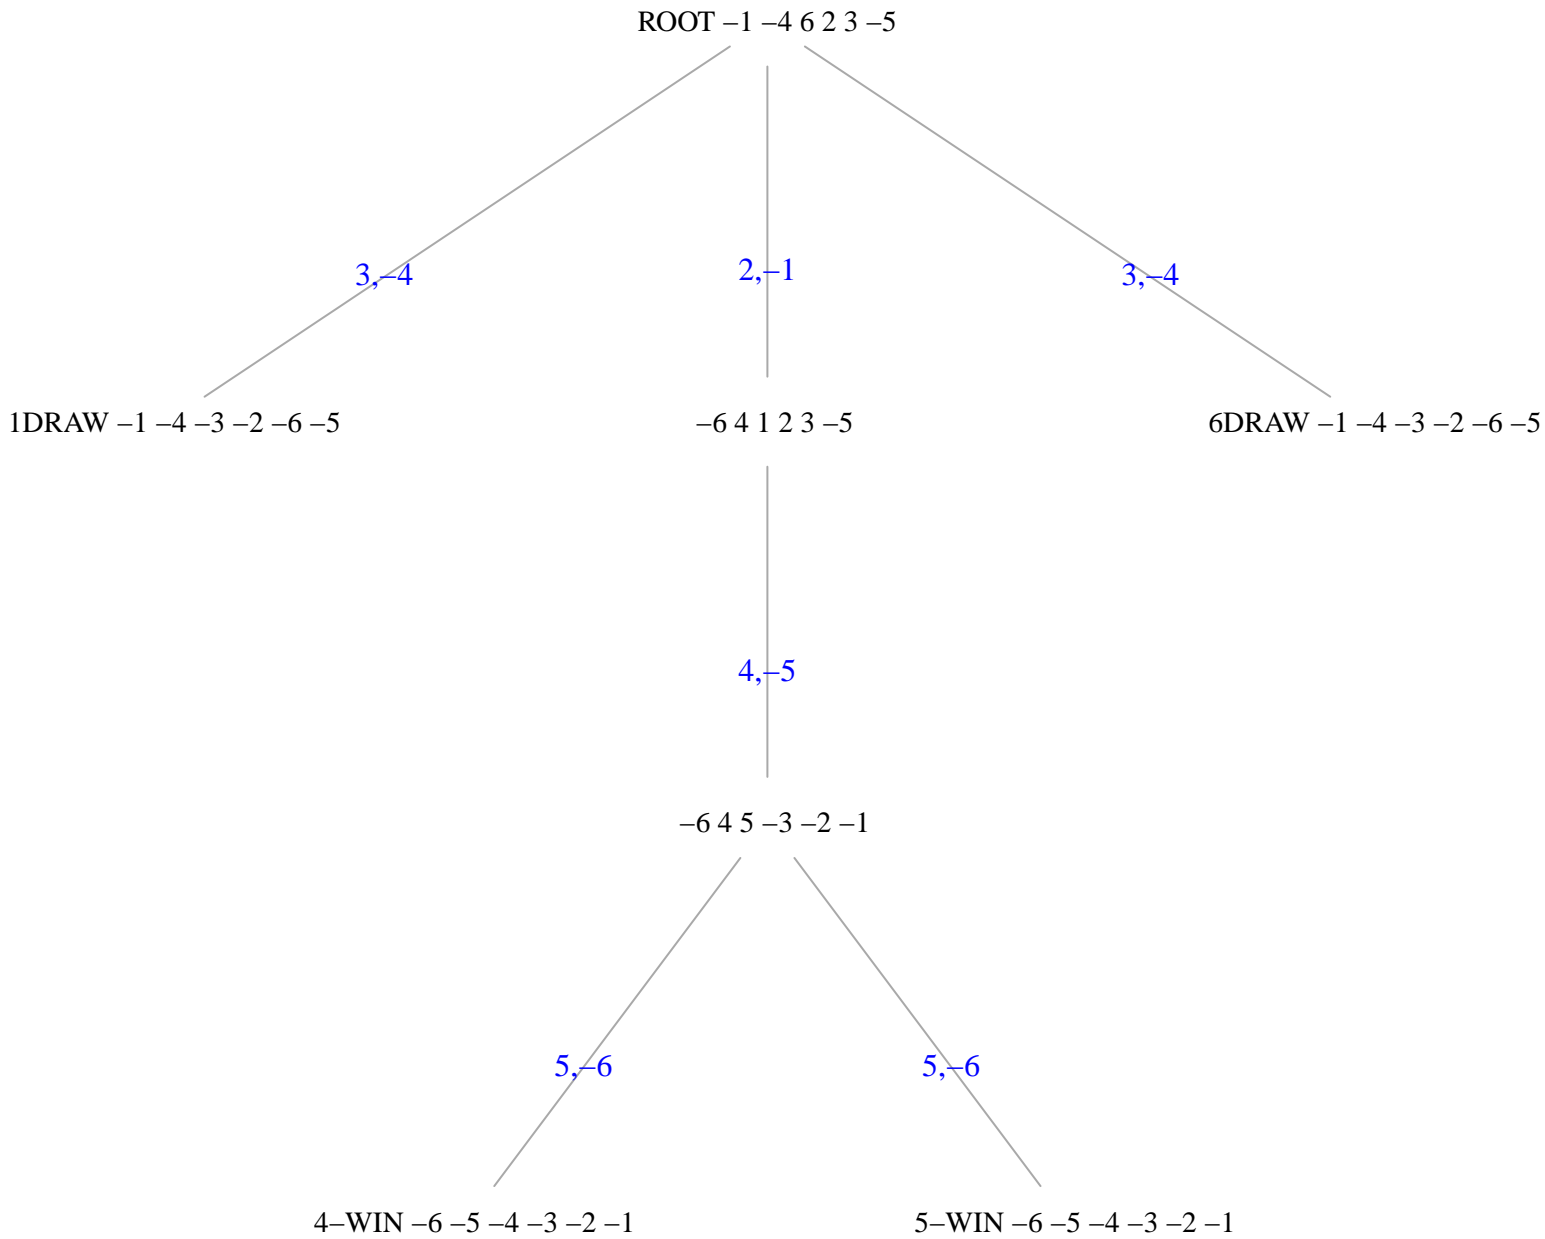 ROOT –1 –4 6 2 3 –5
3,–4
2,–1
3,–4
1DRAW –1 –4 –3 –2 –6 –5
–6 4 1 2 3 –5
6DRAW –1 –4 –3 –2 –6 –5
4,–5
–6 4 5 –3 –2 –1
5,–6
5,–6
4–WIN –6 –5 –4 –3 –2 –1
5–WIN –6 –5 –4 –3 –2 –1